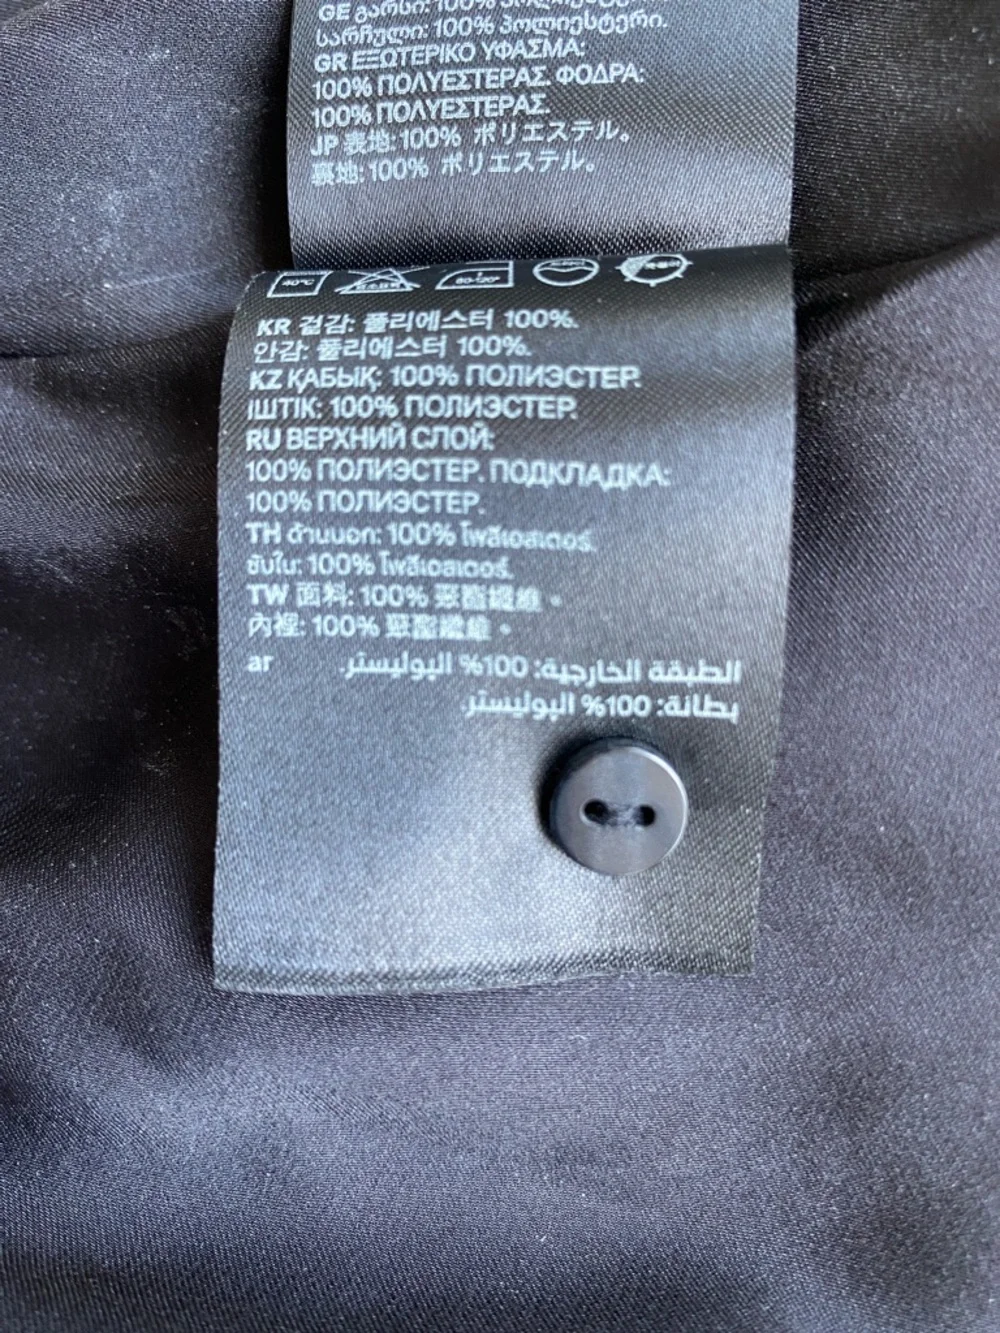 GE გარსი: 100%
სარჩული: 100% პოლიესტერი.
GR ΕΞΩΤΕΡΙΚΟ ΥΦΑΣΜΑ:
100% ΠΟΛΥΕΣΤΕΡΑΣ. ΦΟΔΡΑ:
100% ΠΟΛΥΕΣΤΕΡΑΣ.
JP 表地: 100% ポリエステル。
裏地: 100% ポリエステル。
40°C
KR 겉감: 폴리에스터 100%.
안감: 폴리에스터 100%.
KZ ҚАБЫҚ: 100% ПОЛИЭСТЕР.
ІШТІК: 100% ПОЛИЭСТЕР.
RU ВЕРХНИЙ СЛОЙ:
100% ПОЛИЭСТЕР. ПОДКЛАДКА:
100% ПОЛИЭСТЕР.
TH ด้านนอก: 100% โพลีเอสเตอร์.
ซับใน: 100% โพลีเอสเตอร์.
TW 面料: 100% 聚酯纖維。
內裡: 100% 聚酯纖維。
ar الطبقة الخارجية: 100% البوليستر.
بطانة: 100% البوليستر.